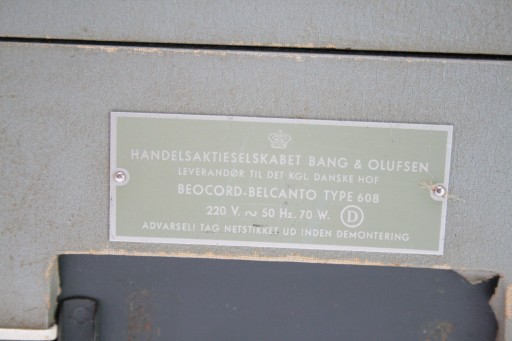 HANDELSAKTIESELSKABET BANG & OLUFSEN
LEVERANDØR TIL DET KGL. DANSKE HOF
BEOCORD-BELCANTO TYPE 608
220 V. ~ 50 Hz. 70 W. D
ADVARSEL! TAG NETSTIKKET UD INDEN DEMONTERING